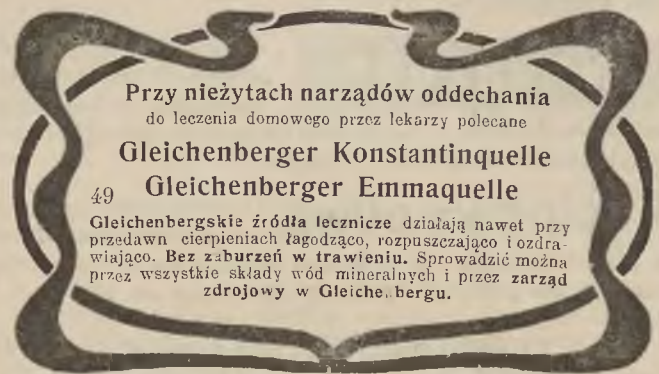 Przy nieżytach narządów oddechania
do leczenia domowego przez lekarzy polecane
Gleichenberger Konstantinquelle
49 Gleichenberger Emmaquelle
Gleichenbergskie źródła lecznicze działają nawet przy
przedawn cierpieniach łagodząco, rozpuszczająco i ozdra-
wiająco. Bez zaburzeń w trawieniu. Sprowadzić można
przez wszystkie składy wód mineralnych i przez zarząd
zdrojowy w Gleichenbergu.